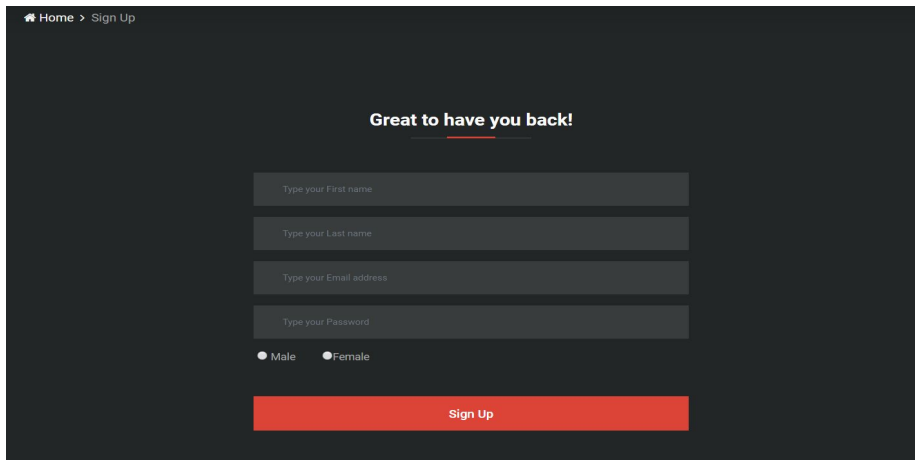 Home > Sign Up
Great to have you back!
Type your First name
Type your Last name
Type your Email address
Type your Password
Male Female
Sign Up